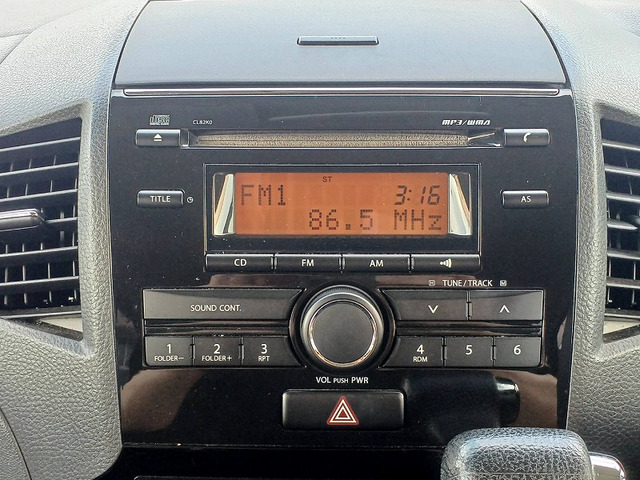 CL82K0 MP3/WMA
TITLE
ST
FM1 3:16
86.5 MHz
AS
CD FM AM
TUNE/TRACK
SOUND CONT.
1 2 3 4 5 6
FOLDER− FOLDER+ RPT RDM
VOL PUSH PWR